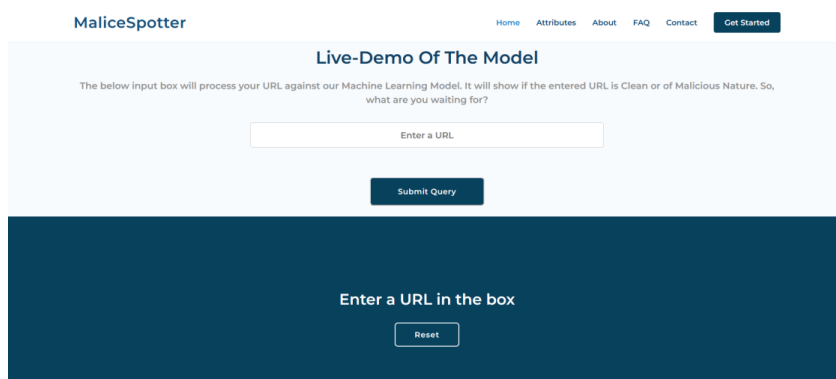 MaliceSpotter
Home Attributes About FAQ Contact Get Started
Live-Demo Of The Model
The below input box will process your URL against our Machine Learning Model. It will show if the entered URL is Clean or of Malicious Nature. So,
what are you waiting for?
Enter a URL
Submit Query
Enter a URL in the box
Reset